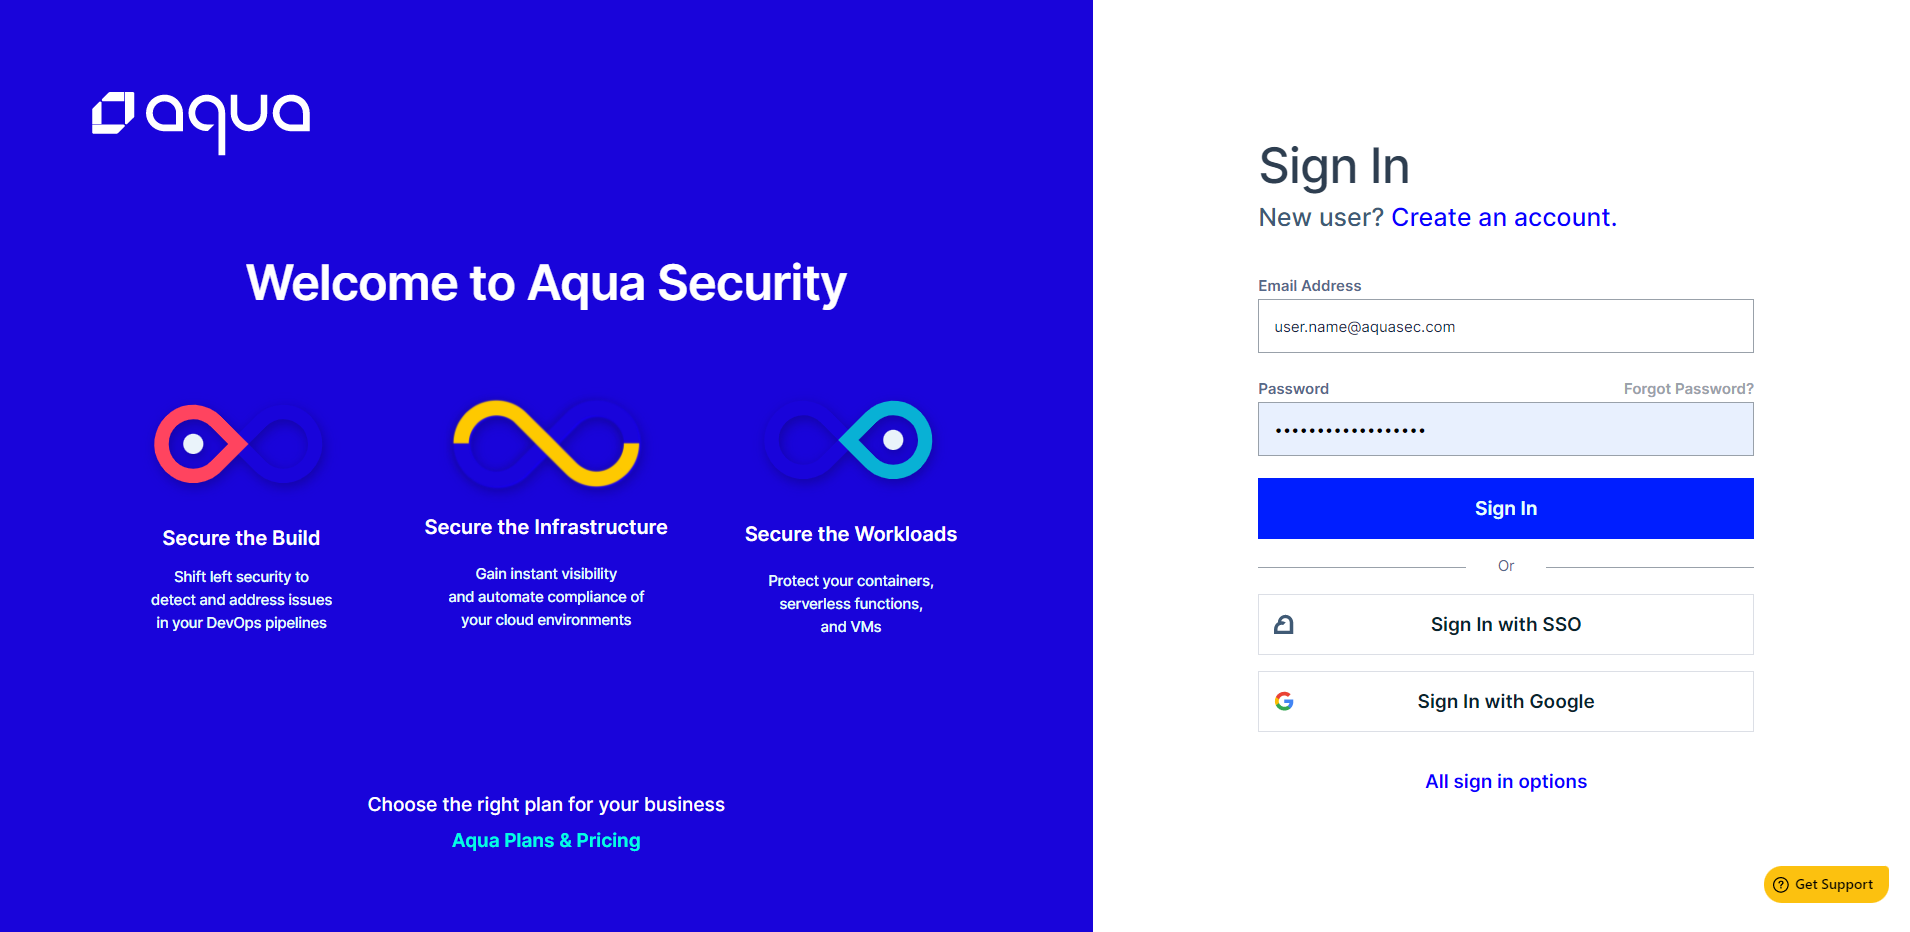 aqua
Welcome to Aqua Security
Secure the Build
Shift left security to
detect and address issues
in your DevOps pipelines
Secure the Infrastructure
Gain instant visibility
and automate compliance of
your cloud environments
Secure the Workloads
Protect your containers,
serverless functions,
and VMs
Choose the right plan for your business
Aqua Plans & Pricing
Sign In
New user? Create an account.
Email Address
user.name@aquasec.com
Password Forgot Password?
••••••••••••••••••
Sign In
Or
Sign In with SSO
Sign In with Google
All sign in options
Get Support